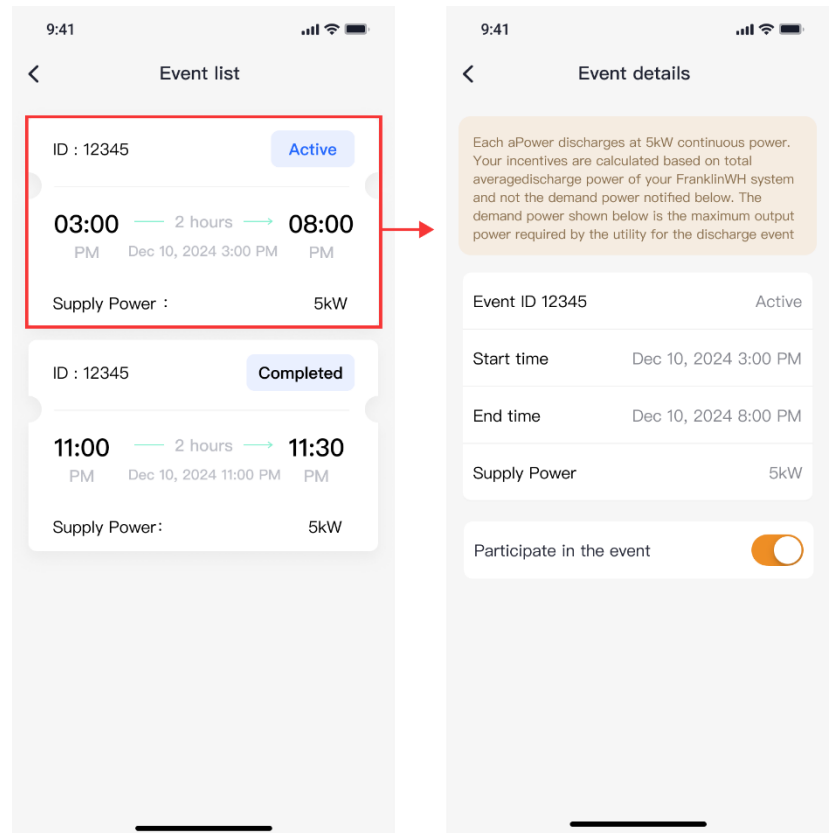 9:41
Event list
ID : 12345
Active
03:00 2 hours 08:00
PM Dec 10, 2024 3:00 PM PM
Supply Power : 5kW
ID : 12345
Completed
11:00 2 hours 11:30
PM Dec 10, 2024 11:00 PM PM
Supply Power: 5kW
9:41
Event details
Each aPower discharges at 5kW continuous power.
Your incentives are calculated based on total
averagedischarge power of your FranklinWH system
and not the demand power notified below. The
demand power shown below is the maximum output
power required by the utility for the discharge event
Event ID 12345 Active
Start time Dec 10, 2024 3:00 PM
End time Dec 10, 2024 8:00 PM
Supply Power 5kW
Participate in the event